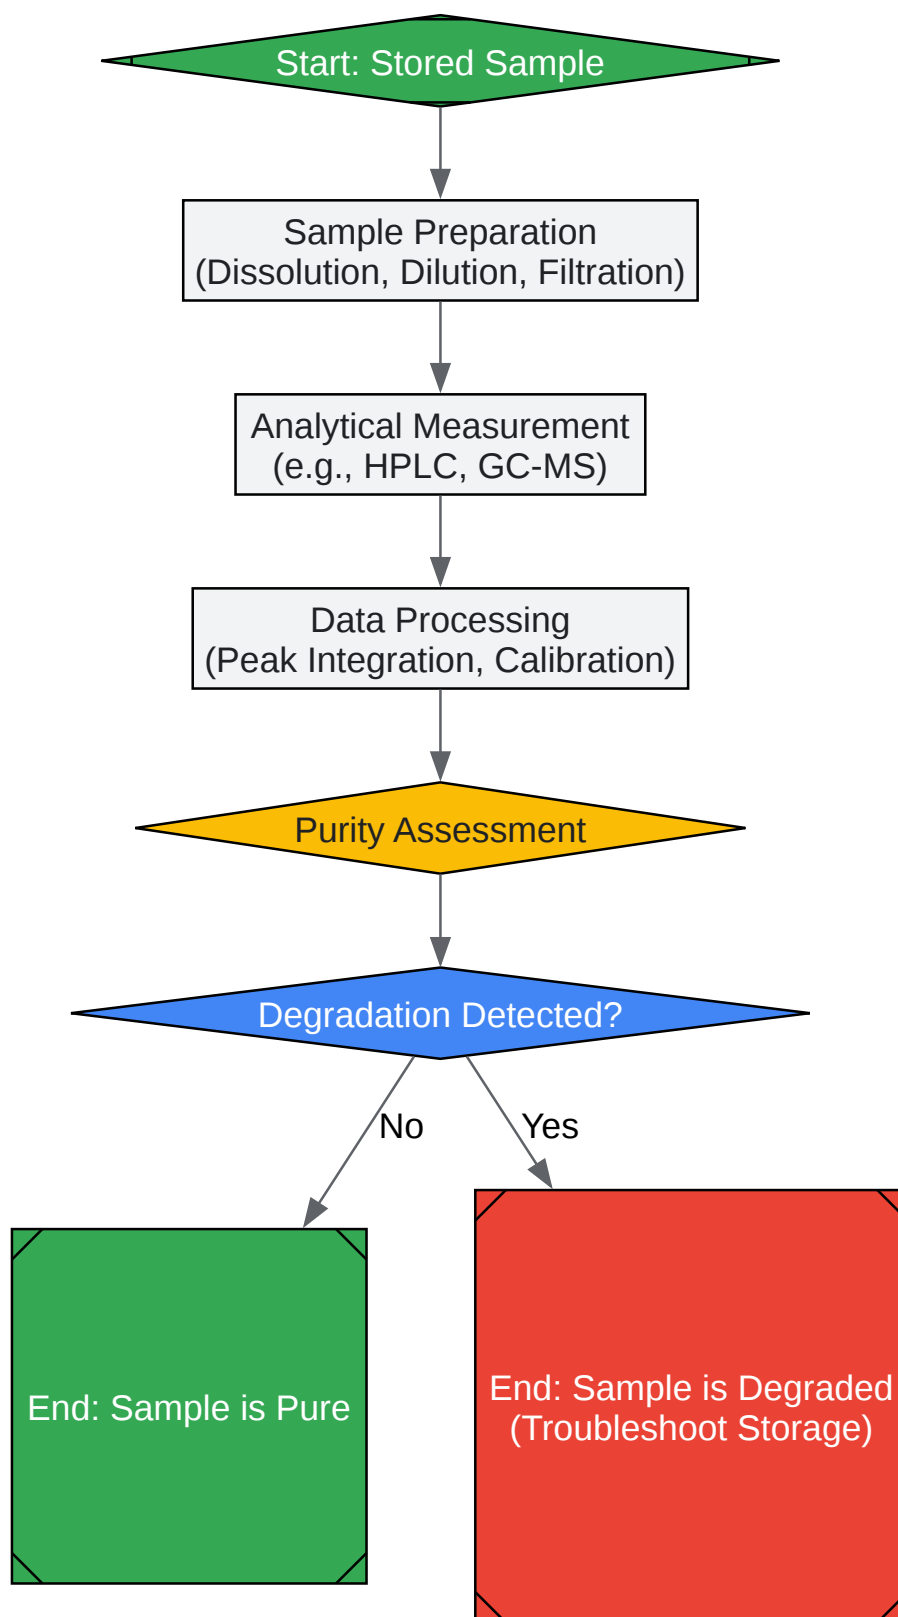 Start: Stored Sample
Sample Preparation
(Dissolution, Dilution, Filtration)
Analytical Measurement
(e.g., HPLC, GC-MS)
Data Processing
(Peak Integration, Calibration)
Purity Assessment
Degradation Detected?
No
Yes
End: Sample is Pure
End: Sample is Degraded
(Troubleshoot Storage)